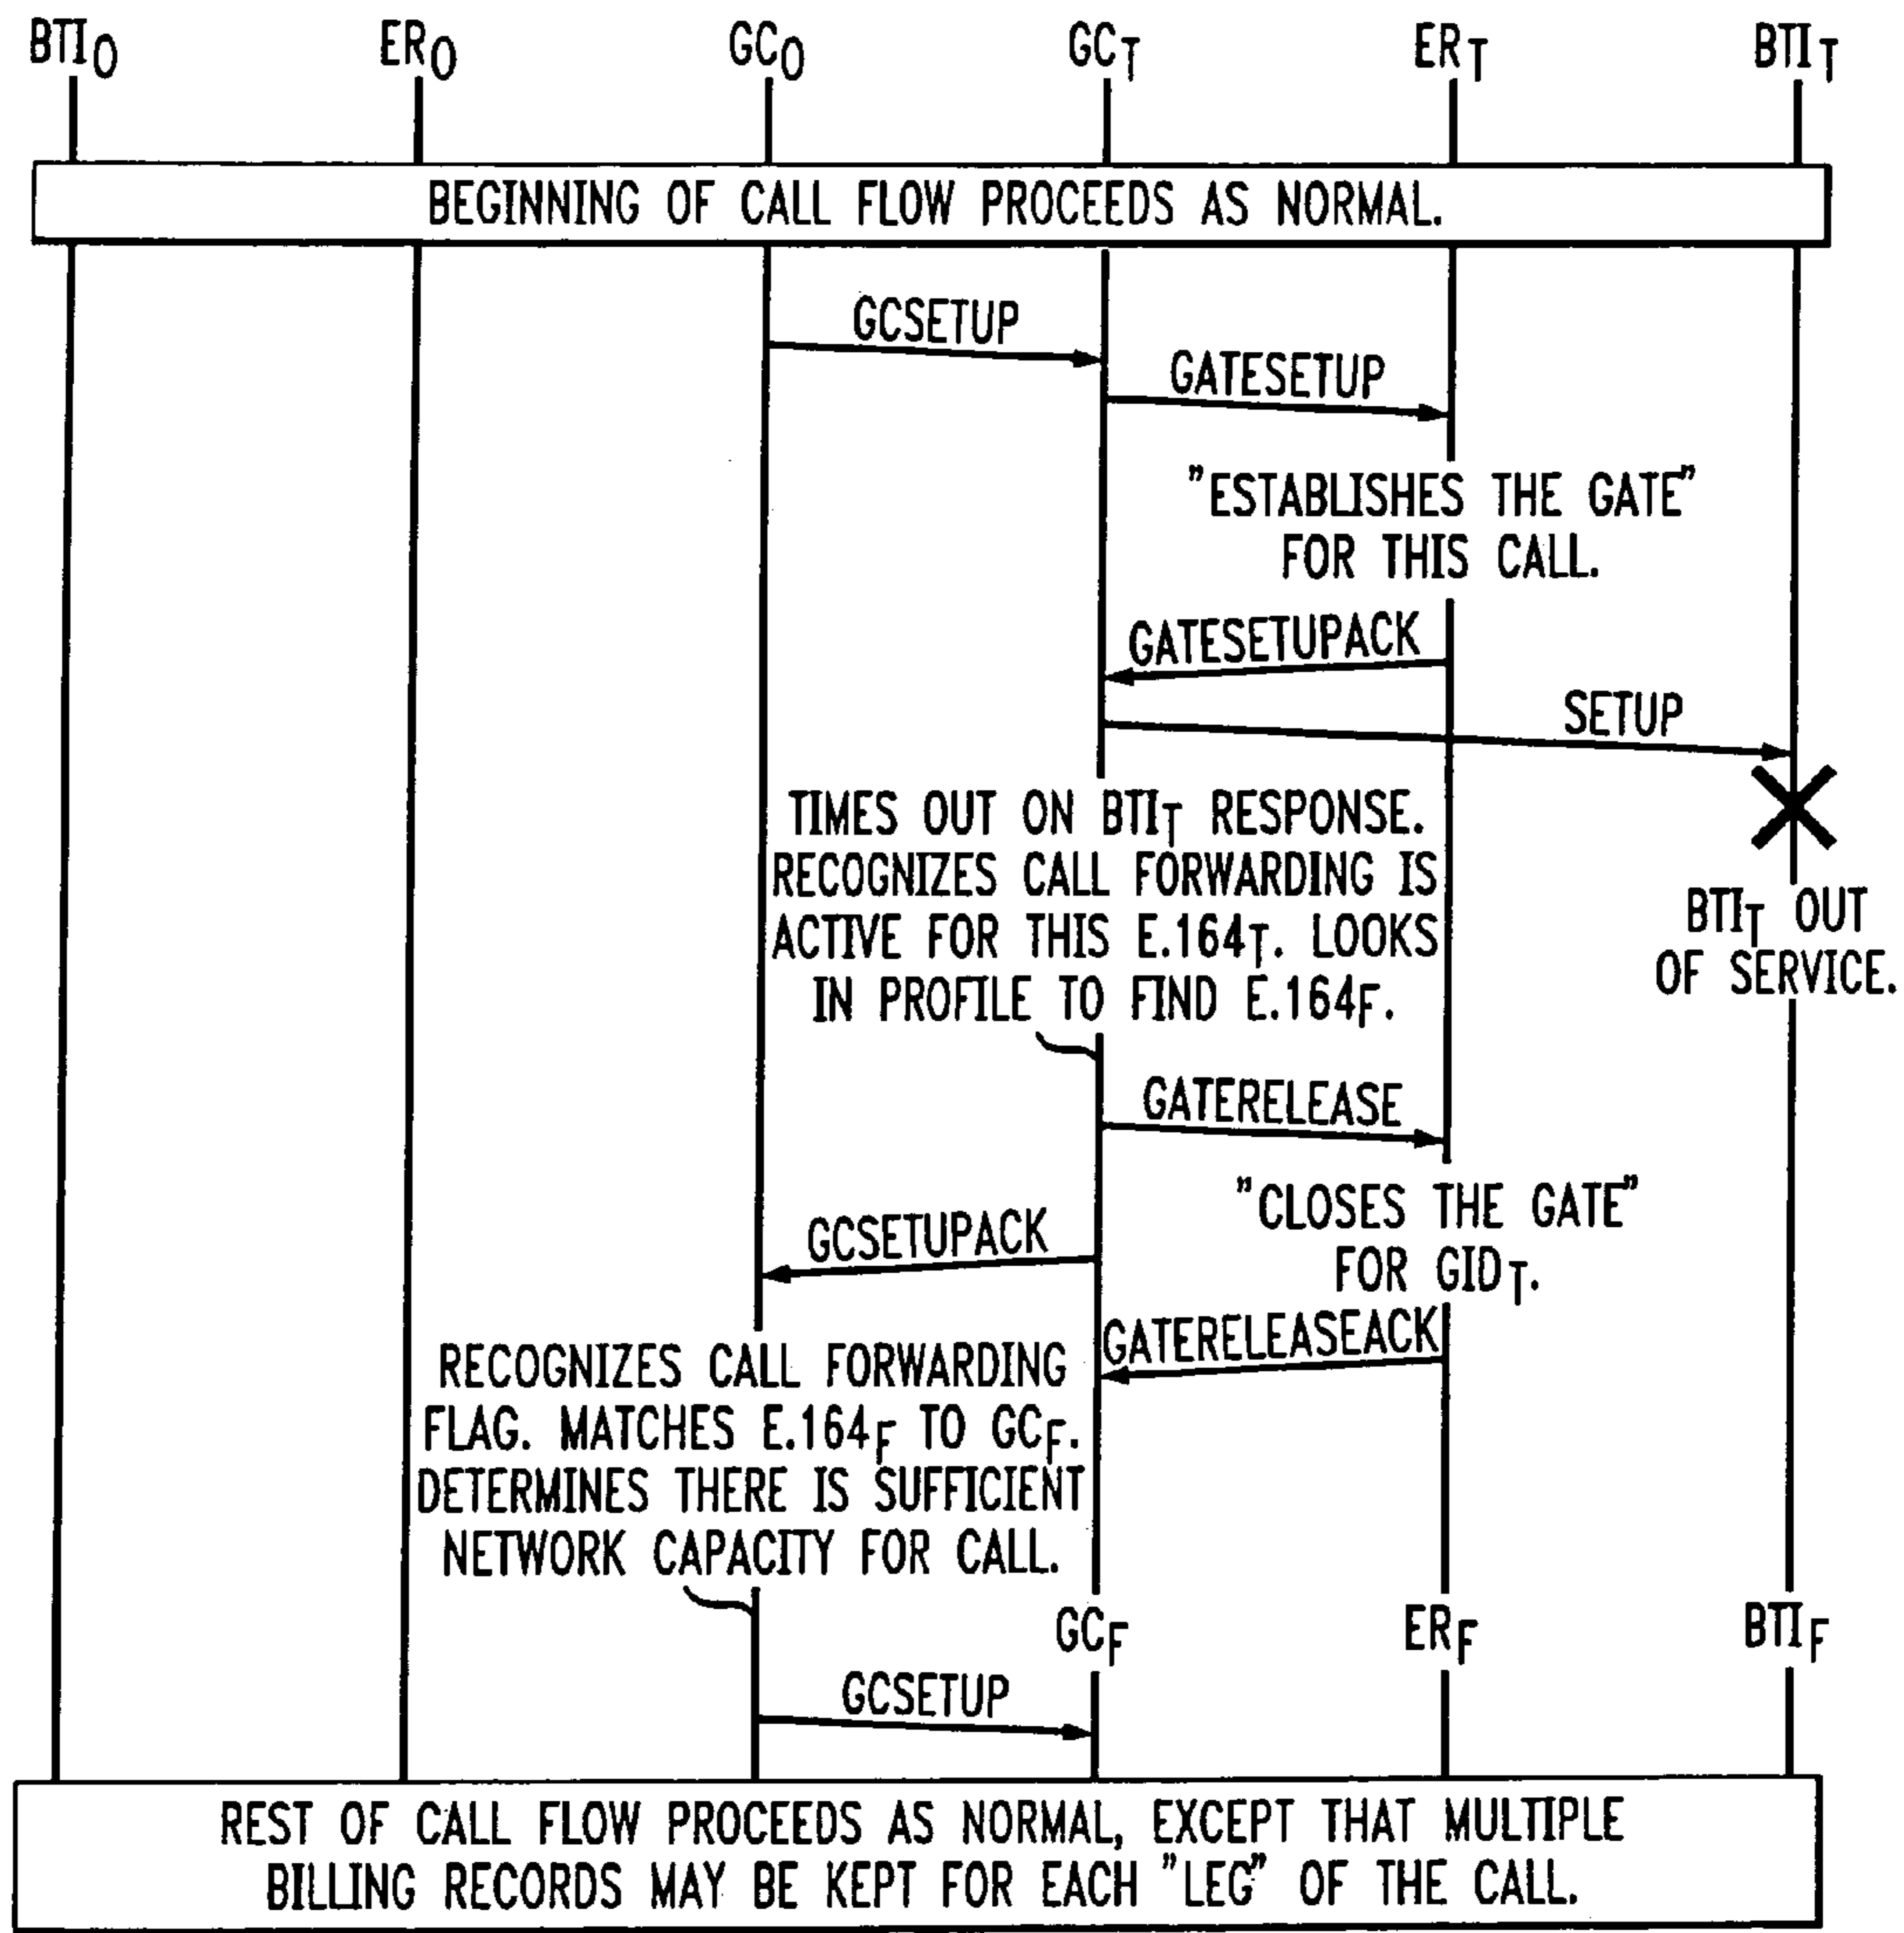 BTIO ERO GCO GCT ERT BTIT
BEGINNING OF CALL FLOW PROCEEDS AS NORMAL.
GCSETUP
GATESETUP
"ESTABLISHES THE GATE"
FOR THIS CALL.
GATESETUPACK
SETUP
TIMES OUT ON BTIT RESPONSE.
RECOGNIZES CALL FORWARDING IS
ACTIVE FOR THIS E.164T. LOOKS
IN PROFILE TO FIND E.164F.
BTIT OUT
OF SERVICE.
GATERELEASE
"CLOSES THE GATE"
FOR GIDT.
GCSETUPACK
GATERELEASEACK
RECOGNIZES CALL FORWARDING
FLAG. MATCHES E.164F TO GCF.
DETERMINES THERE IS SUFFICIENT
NETWORK CAPACITY FOR CALL.
GCF ERF BTIF
GCSETUP
REST OF CALL FLOW PROCEEDS AS NORMAL, EXCEPT THAT MULTIPLE
BILLING RECORDS MAY BE KEPT FOR EACH "LEG" OF THE CALL.